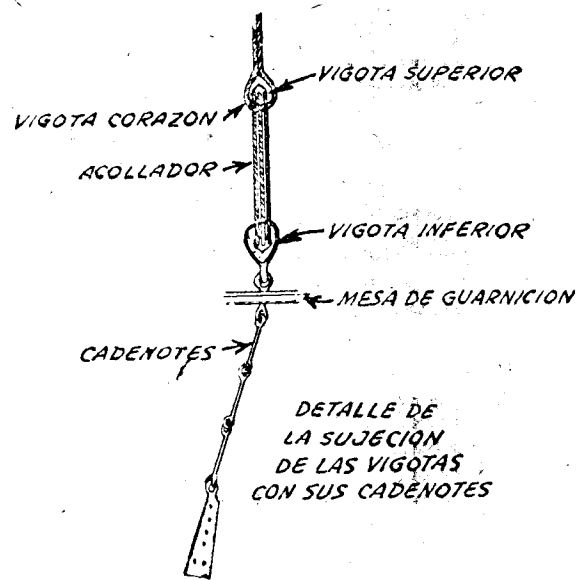 VIGOTA SUPERIOR
VIGOTA CORAZON
ACOLLADOR
VIGOTA INFERIOR
MESA DE GUARNICION
CADENOTES
DETALLE DE
LA SUJECION
DE LAS VIGOTAS
CON SUS CADENOTES